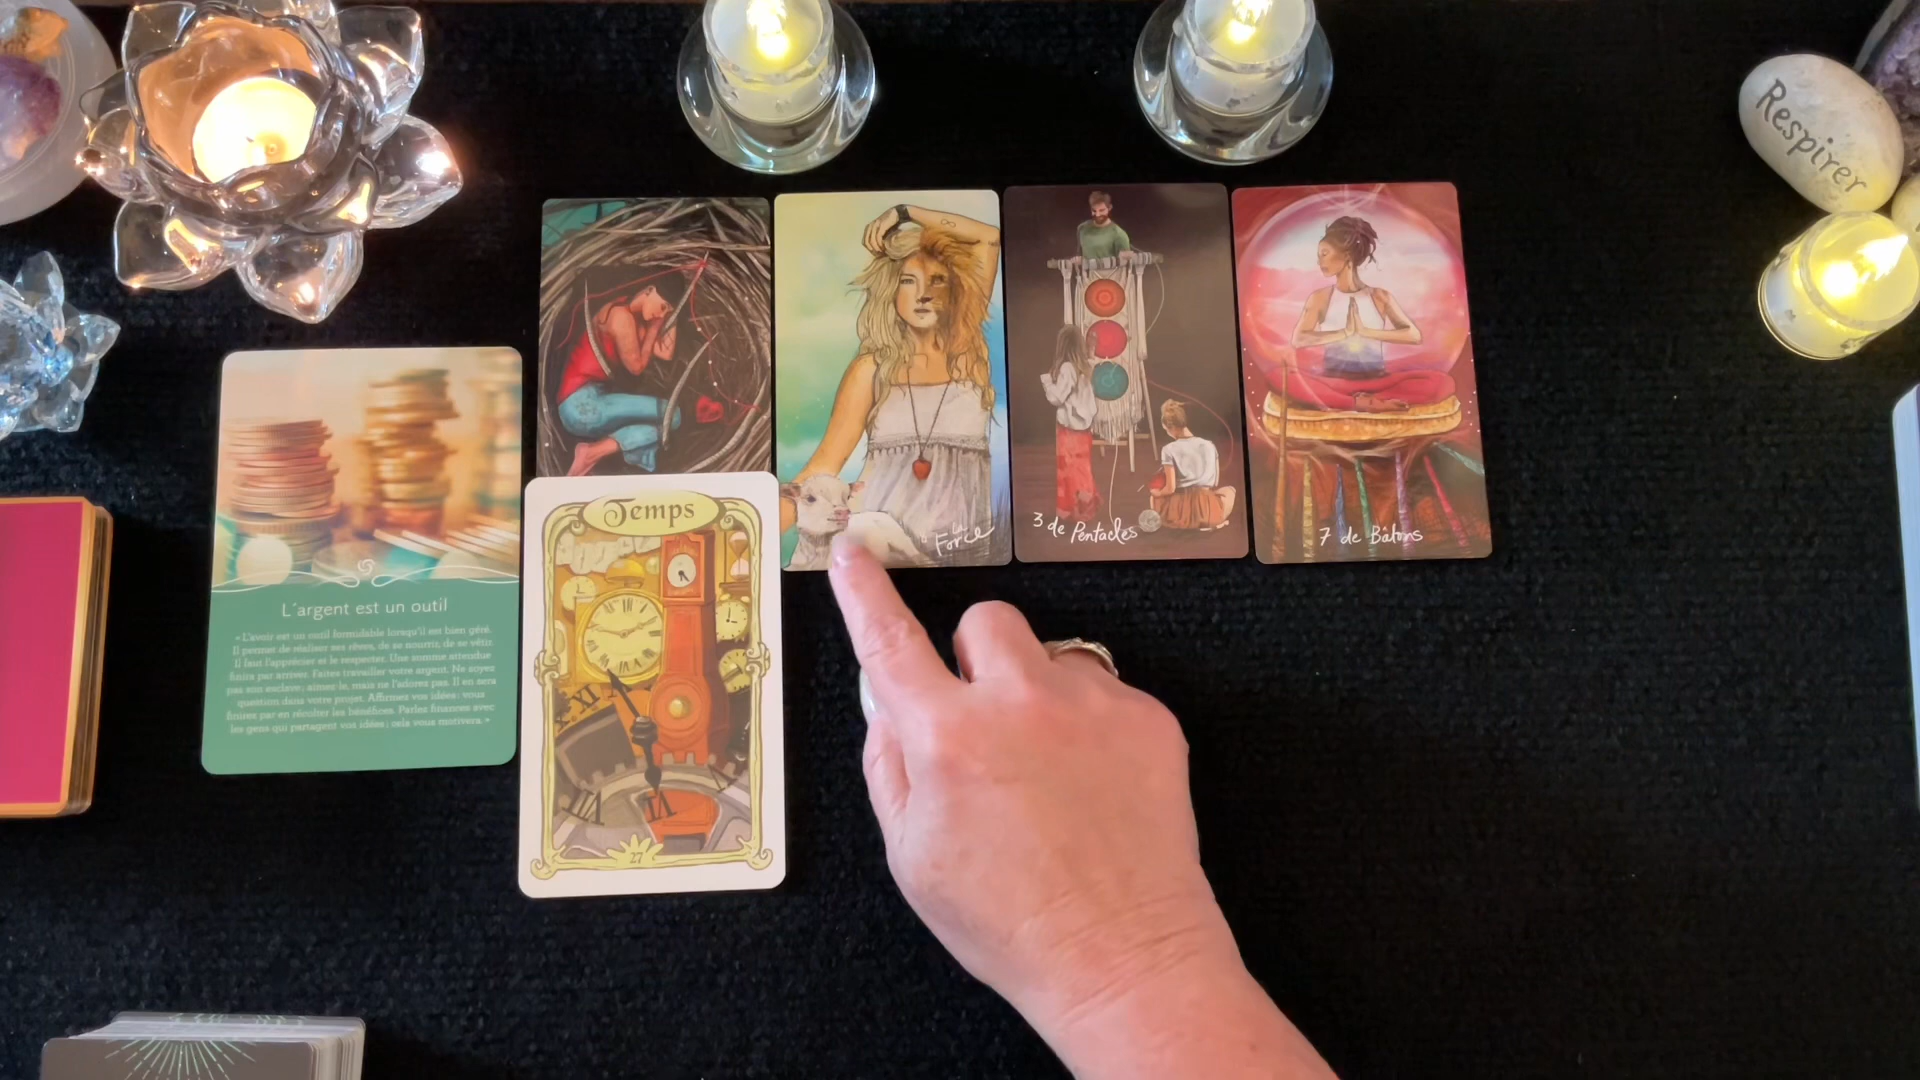 Respirer
L'argent est un outil
« L'avoir est un outil formidable lorsqu'il est bien géré.
Il permet de réaliser ses rêves, de se nourrir, de se vêtir.
Il faut l'apprécier et le respecter. Une somme attendue
finira par arriver. Faites travailler votre argent. Ne soyez
pas son esclave; aimez-le, mais ne l'adorez pas. Il en sera
question dans votre projet. Affirmez vos idées: vous
finirez par en récolter les bénéfices. Parlez finances avec
les gens qui partagent vos idées; cela vous motivera. »
Temps
XI
VI
VII
27
La
Force
3 de Pentacles
7 de Bâtons